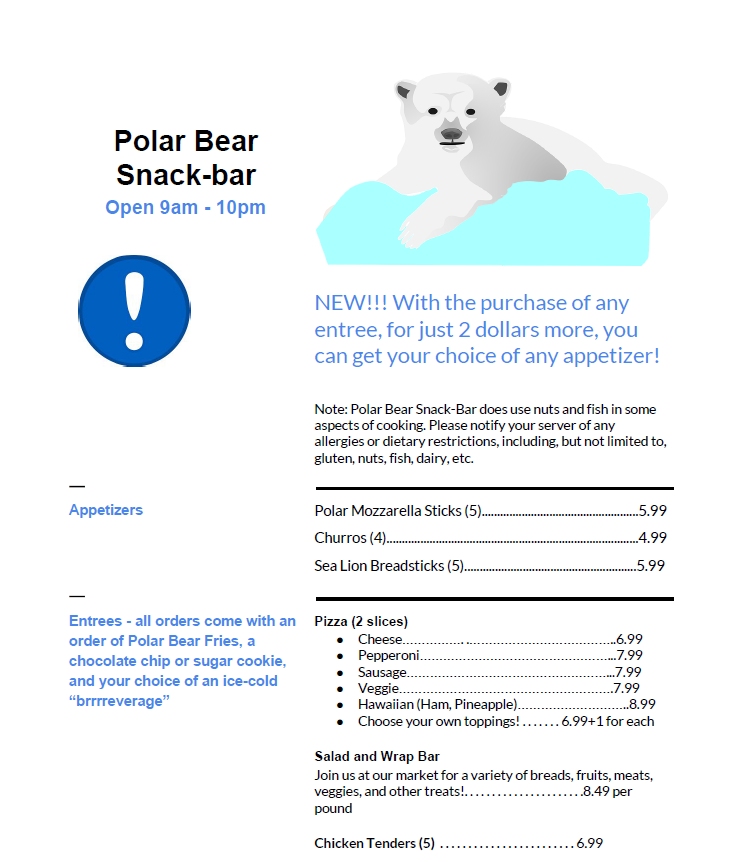 Polar Bear
Snack-bar
Open 9am - 10pm
!
NEW!!! With the purchase of any
entree, for just 2 dollars more, you
can get your choice of any appetizer!
Note: Polar Bear Snack-Bar does use nuts and fish in some
aspects of cooking. Please notify your server of any
allergies or dietary restrictions, including, but not limited to,
gluten, nuts, fish, dairy, etc.
—
Appetizers
Polar Mozzarella Sticks (5)....................................................5.99
Churros (4)....................................................................................4.99
Sea Lion Breadsticks (5).........................................................5.99
—
Entrees - all orders come with an
order of Polar Bear Fries, a
chocolate chip or sugar cookie,
and your choice of an ice-cold
“brrrreverage”
Pizza (2 slices)
● Cheese……………. . ……………………………….…..6.99
● Pepperoni……………………………………………...7.99
● Sausage………………………………………………...7.99
● Veggie………………………………………………….7.99
● Hawaiian (Ham, Pineapple)……………………..8.99
● Choose your own toppings! . . . . . . . 6.99+1 for each
Salad and Wrap Bar
Join us at our market for a variety of breads, fruits, meats,
veggies, and other treats!. . . . . . . . . . . . . . . . . . . . . .8.49 per
pound
Chicken Tenders (5) . . . . . . . . . . . . . . . . . . . . . . . . 6.99